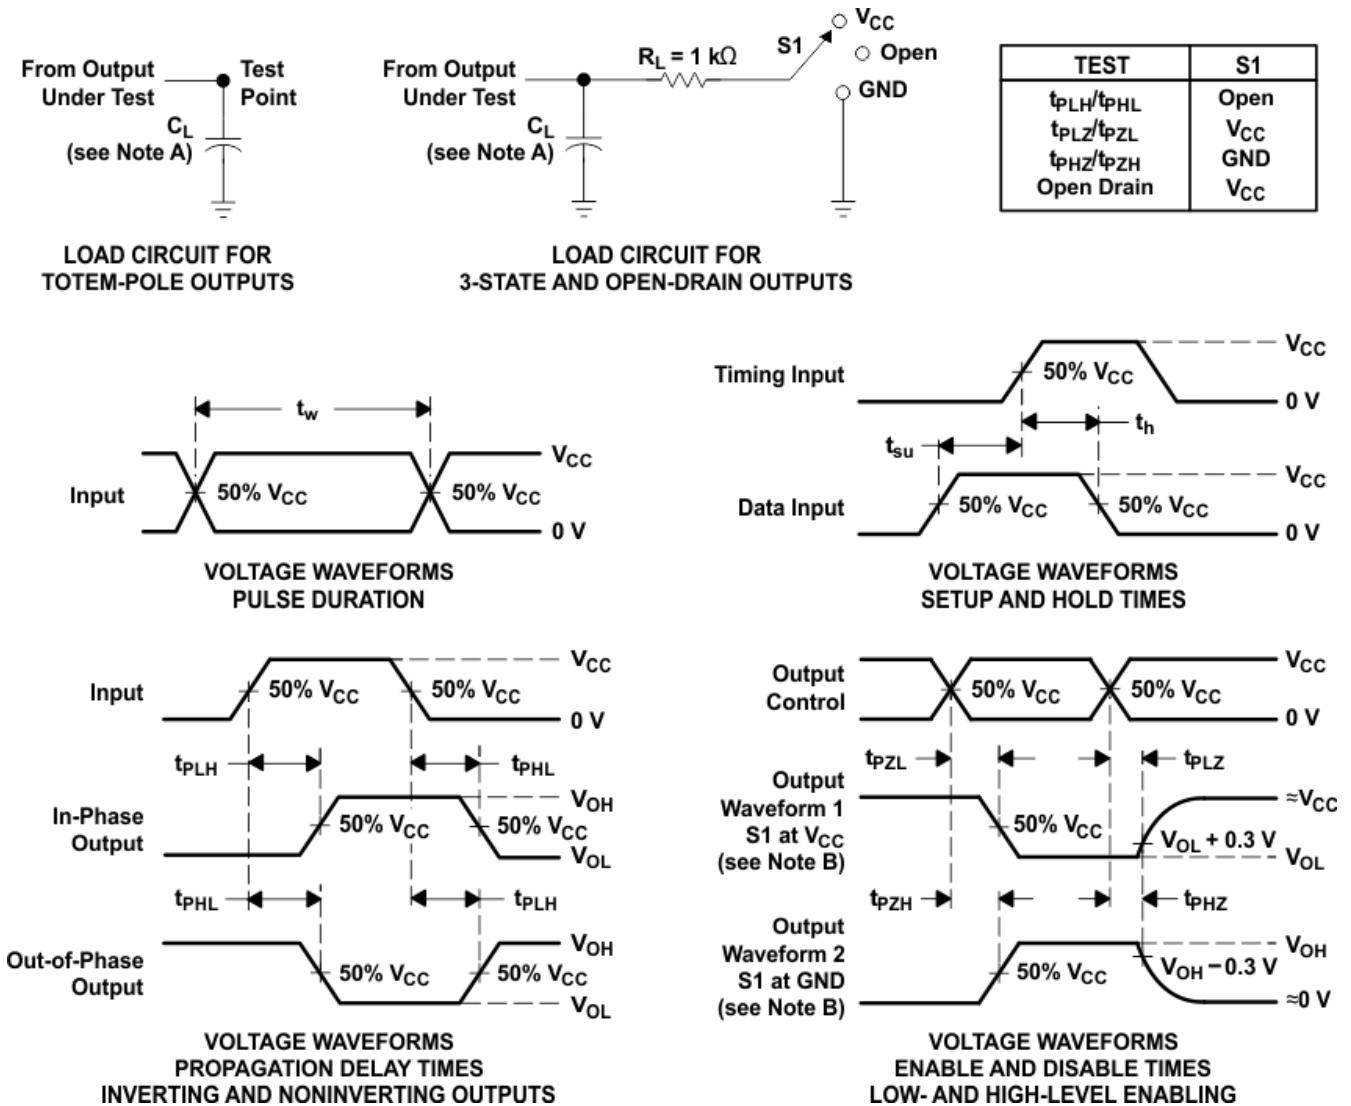 From Output
Under Test
Test
Point
CL
(see Note A)
LOAD CIRCUIT FOR
TOTEM-POLE OUTPUTS
From Output
Under Test
RL = 1 kΩ
S1
VCC
Open
GND
CL
(see Note A)
LOAD CIRCUIT FOR
3-STATE AND OPEN-DRAIN OUTPUTS
TEST S1
tPLH/tPHL Open
tPLZ/tPZL VCC
tPHZ/tPZH GND
Open Drain VCC
tw
Input
50% VCC
50% VCC
VCC
0 V
VOLTAGE WAVEFORMS
PULSE DURATION
Timing Input
50% VCC
VCC
0 V
th
tsu
Data Input
50% VCC
50% VCC
VCC
0 V
VOLTAGE WAVEFORMS
SETUP AND HOLD TIMES
Input
50% VCC
50% VCC
VCC
0 V
tPLH
tPHL
In-Phase
Output
50% VCC
50% VCC
VOH
VOL
tPHL
tPLH
Out-of-Phase
Output
50% VCC
50% VCC
VOH
VOL
VOLTAGE WAVEFORMS
PROPAGATION DELAY TIMES
INVERTING AND NONINVERTING OUTPUTS
Output
Control
50% VCC
50% VCC
VCC
0 V
tPZL
tPLZ
Output
Waveform 1
S1 at VCC
(see Note B)
50% VCC
VOL + 0.3 V
≈VCC
VOL
tPZH
tPHZ
Output
Waveform 2
S1 at GND
(see Note B)
50% VCC
VOH − 0.3 V
VOH
≈0 V
VOLTAGE WAVEFORMS
ENABLE AND DISABLE TIMES
LOW- AND HIGH-LEVEL ENABLING